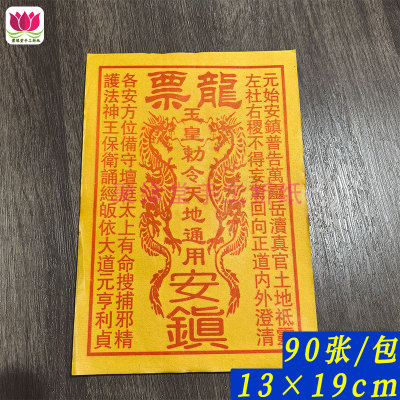 龍票
元始安鎮普告萬靈岳瀆真官土地祇靈
左社右稷不得妄驚回向正道內外澄清
玉皇勅令天地通用
安鎮
各安方位備守壇庭太上有命搜捕邪精
護法神王保衛誦經皈依大道元亨利貞
90张/包
13×19cm